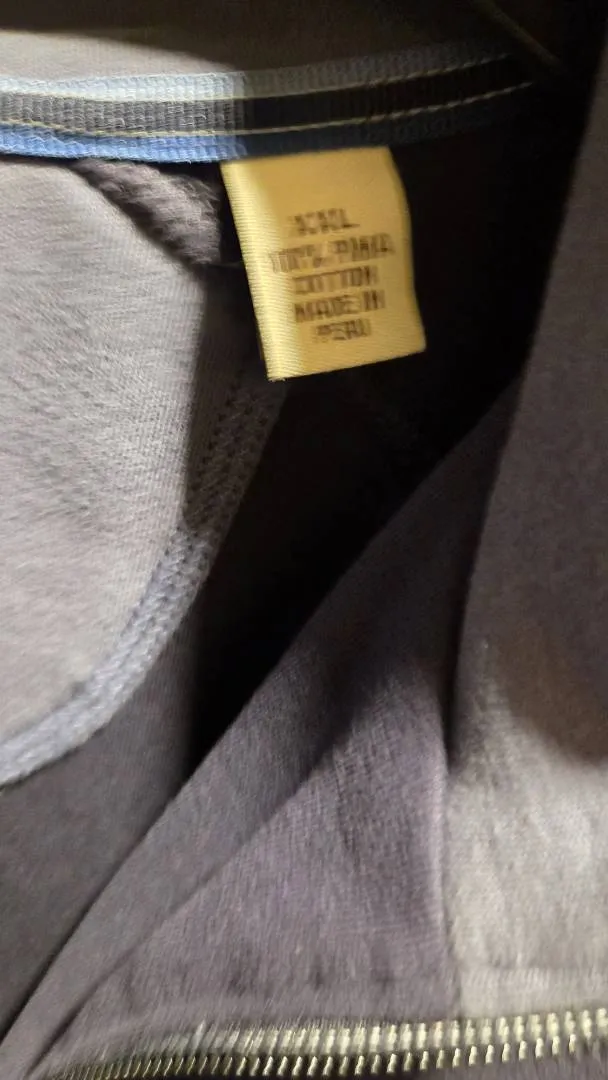 100% PIMA
COTTON
MADE IN
PERU